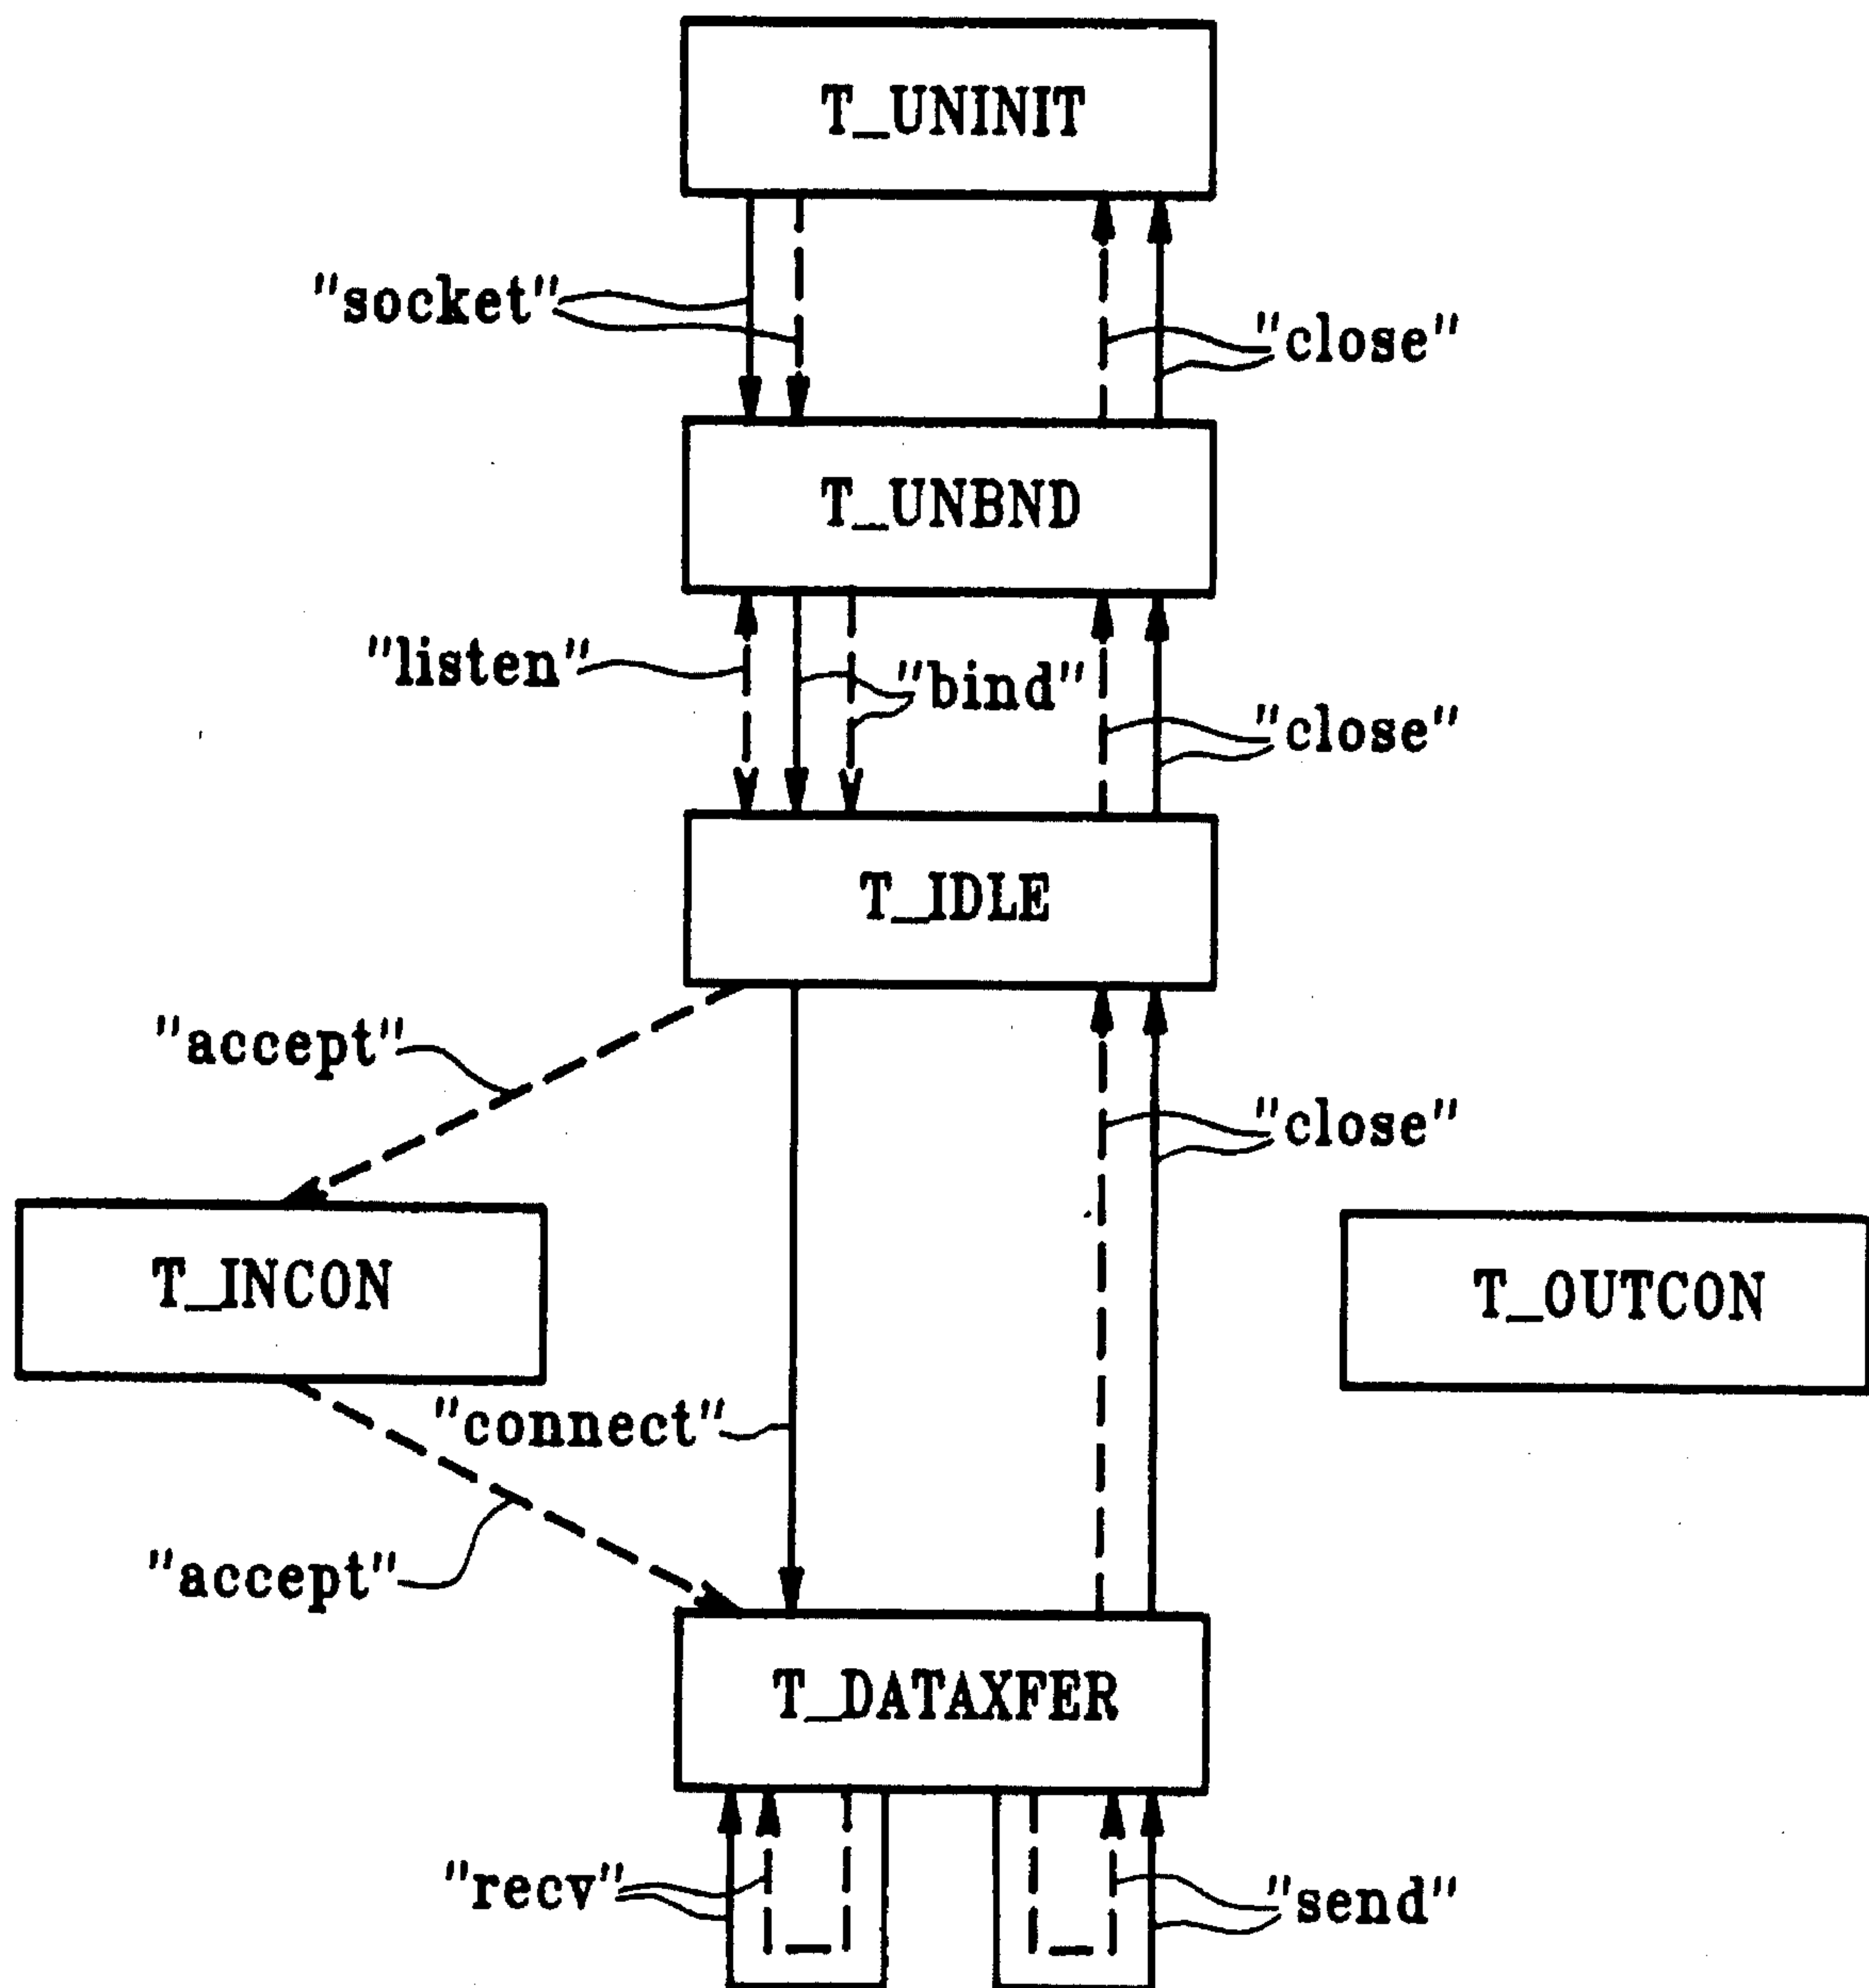 T_UNINIT
"socket"
"close"
T_UNBND
"listen"
"bind"
"close"
T_IDLE
"accept"
"close"
T_INCON
T_OUTCON
"connect"
"accept"
T_DATAXFER
"recv"
"send"